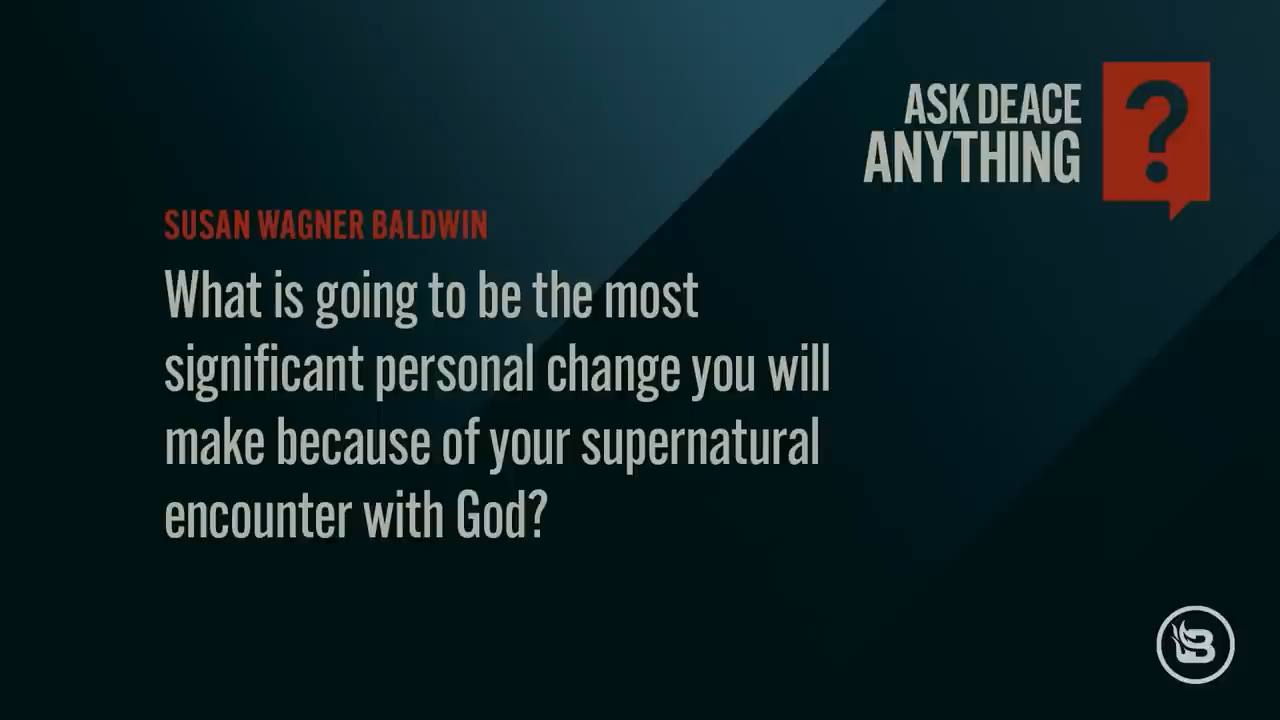 ASK DEACE
ANYTHING
?
SUSAN WAGNER BALDWIN
What is going to be the most
significant personal change you will
make because of your supernatural
encounter with God?
B